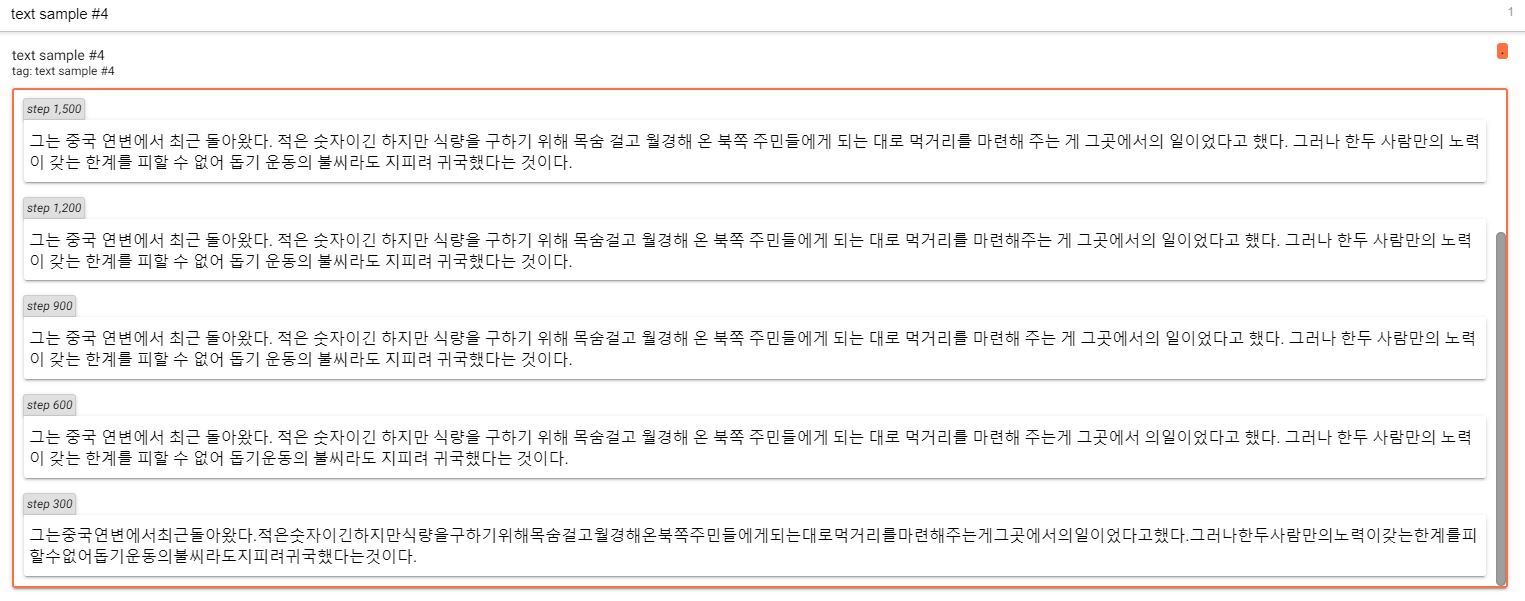 text sample #4
1
text sample #4
.
tag: text sample #4
step 1,500
그는 중국 연변에서 최근 돌아왔다. 적은 숫자이긴 하지만 식량을 구하기 위해 목숨 걸고 월경해 온 북쪽 주민들에게 되는 대로 먹거리를 마련해 주는 게 그곳에서의 일이었다고 했다. 그러나 한두 사람만의 노력
이 갖는 한계를 피할 수 없어 돕기 운동의 불씨라도 지피려 귀국했다는 것이다.
step 1,200
그는 중국 연변에서 최근 돌아왔다. 적은 숫자이긴 하지만 식량을 구하기 위해 목숨걸고 월경해 온 북쪽 주민들에게 되는 대로 먹거리를 마련해주는 게 그곳에서의 일이었다고 했다. 그러나 한두 사람만의 노력
이 갖는 한계를 피할 수 없어 돕기 운동의 불씨라도 지피려 귀국했다는 것이다.
step 900
그는 중국 연변에서 최근 돌아왔다. 적은 숫자이긴 하지만 식량을 구하기 위해 목숨걸고 월경해 온 북쪽 주민들에게 되는 대로 먹거리를 마련해 주는 게 그곳에서의 일이었다고 했다. 그러나 한두 사람만의 노력
이 갖는 한계를 피할 수 없어 돕기 운동의 불씨라도 지피려 귀국했다는 것이다.
step 600
그는 중국 연변에서 최근 돌아왔다. 적은 숫자이긴 하지만 식량을 구하기 위해 목숨걸고 월경해 온 북쪽 주민들에게 되는 대로 먹거리를 마련해 주는게 그곳에서 의일이었다고 했다. 그러나 한두 사람만의 노력
이 갖는 한계를 피할 수 없어 돕기운동의 불씨라도 지피려 귀국했다는 것이다.
step 300
그는중국연변에서최근돌아왔다.적은숫자이긴하지만식량을구하기위해목숨걸고월경해온북쪽주민들에게되는대로먹거리를마련해주는게그곳에서의일이었다고했다.그러나한두사람만의노력이갖는한계를피
할수없어돕기운동의불씨라도지피려귀국했다는것이다.